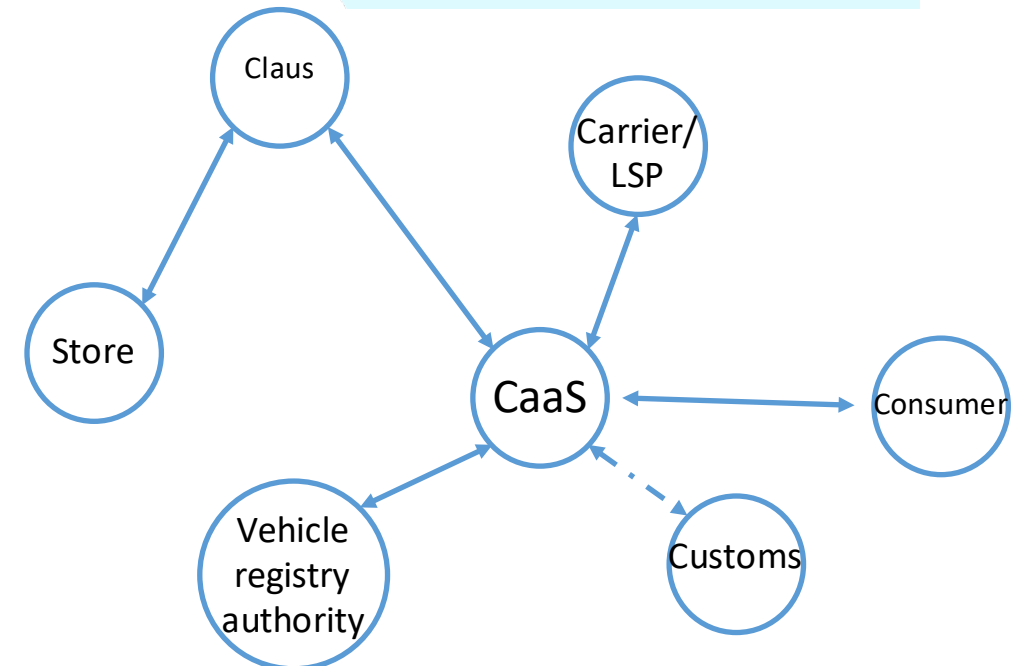 Claus
Carrier/
LSP
Store
CaaS
Consumer
Vehicle
registry
authority
Customs